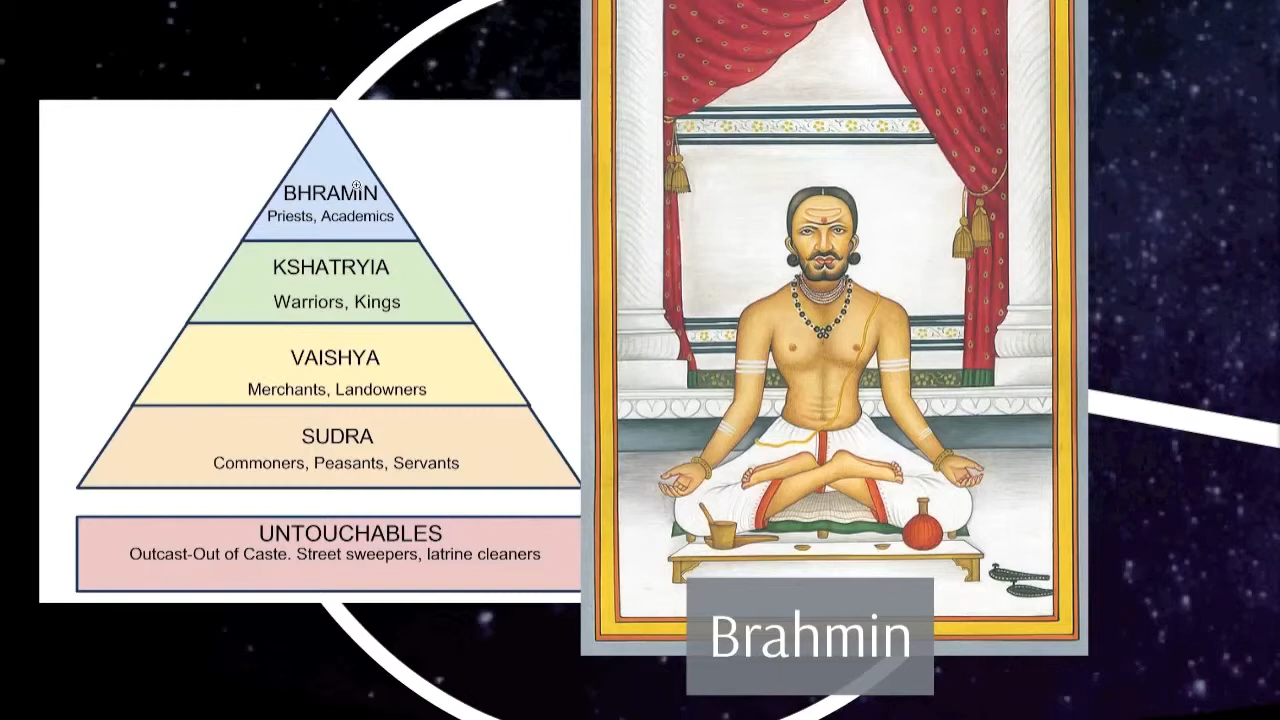 BHRAMiN
Priests, Academics
KSHATRYIA
Warriors, Kings
VAISHYA
Merchants, Landowners
SUDRA
Commoners, Peasants, Servants
UNTOUCHABLES
Outcast-Out of Caste. Street sweepers, latrine cleaners
Brahmin